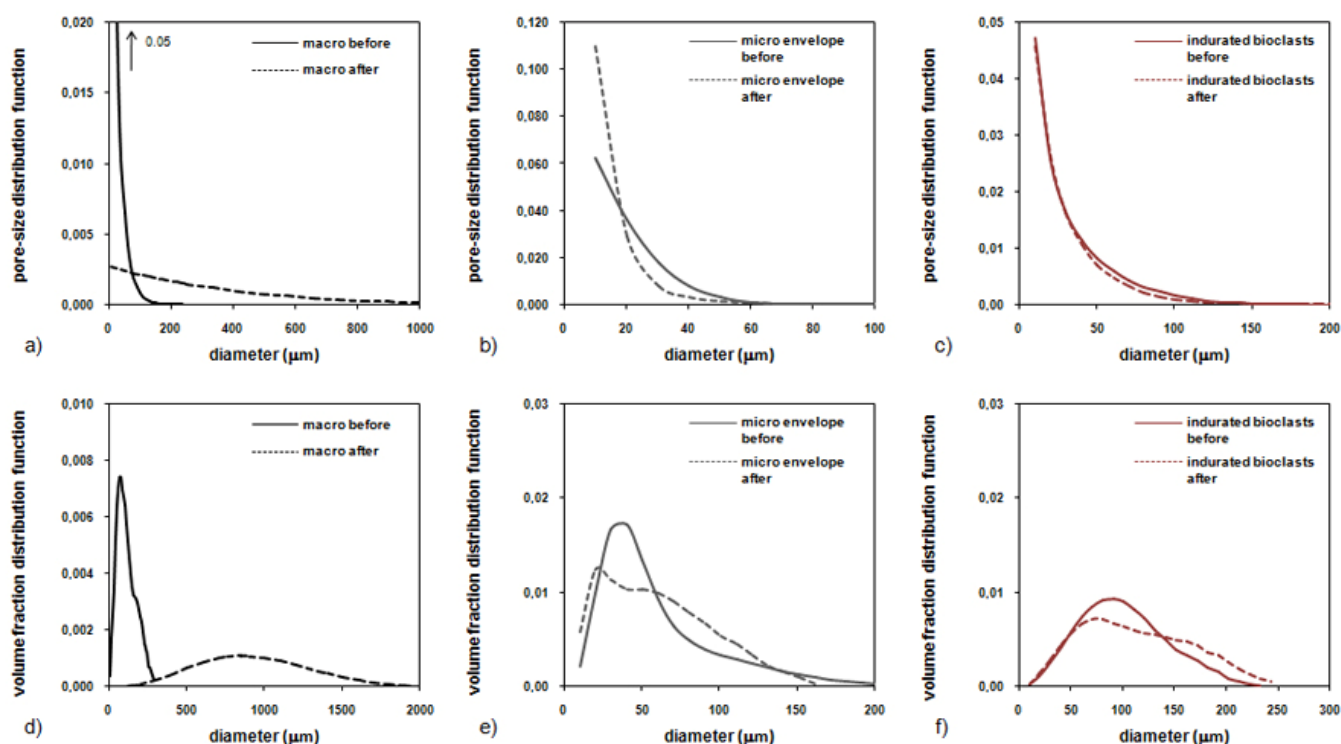 0,020
0,015
0,010
0,005
0,000
pore-size distribution function
0.05
macro before
macro after
0
200
400
600
800
1000
diameter (μm)
a)
0,120
0,100
0,080
0,060
0,040
0,020
0,000
pore-size distribution function
micro envelope
before
micro envelope
after
0
20
40
60
80
100
diameter (μm)
b)
0,05
0,04
0,03
0,02
0,01
0,00
pore-size distribution function
indurated bioclasts
before
indurated bioclasts
after
0
50
100
150
200
diameter (μm)
c)
0,010
0,008
0,006
0,004
0,002
0,000
volume fraction distribution function
macro before
macro after
0
500
1000
1500
2000
diameter (μm)
d)
0,03
0,02
0,01
0,00
volume fraction distribution function
micro envelope
before
micro envelope
after
0
50
100
150
200
diameter (μm)
e)
0,03
0,02
0,01
0,00
volume fraction distribution function
indurated bioclasts
before
indurated bioclasts
after
0
50
100
150
200
250
300
diameter (μm)
f)